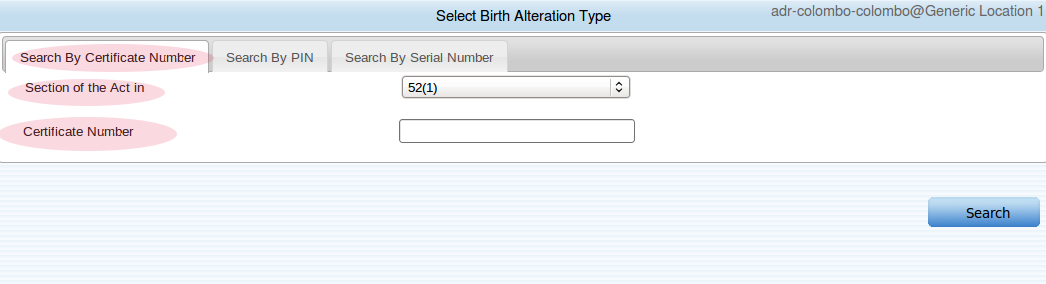 Select Birth Alteration Type
adr-colombo-colombo@Generic Location 1
Search By Certificate Number
Search By PIN
Search By Serial Number
Section of the Act in
52(1)
Certificate Number
Search